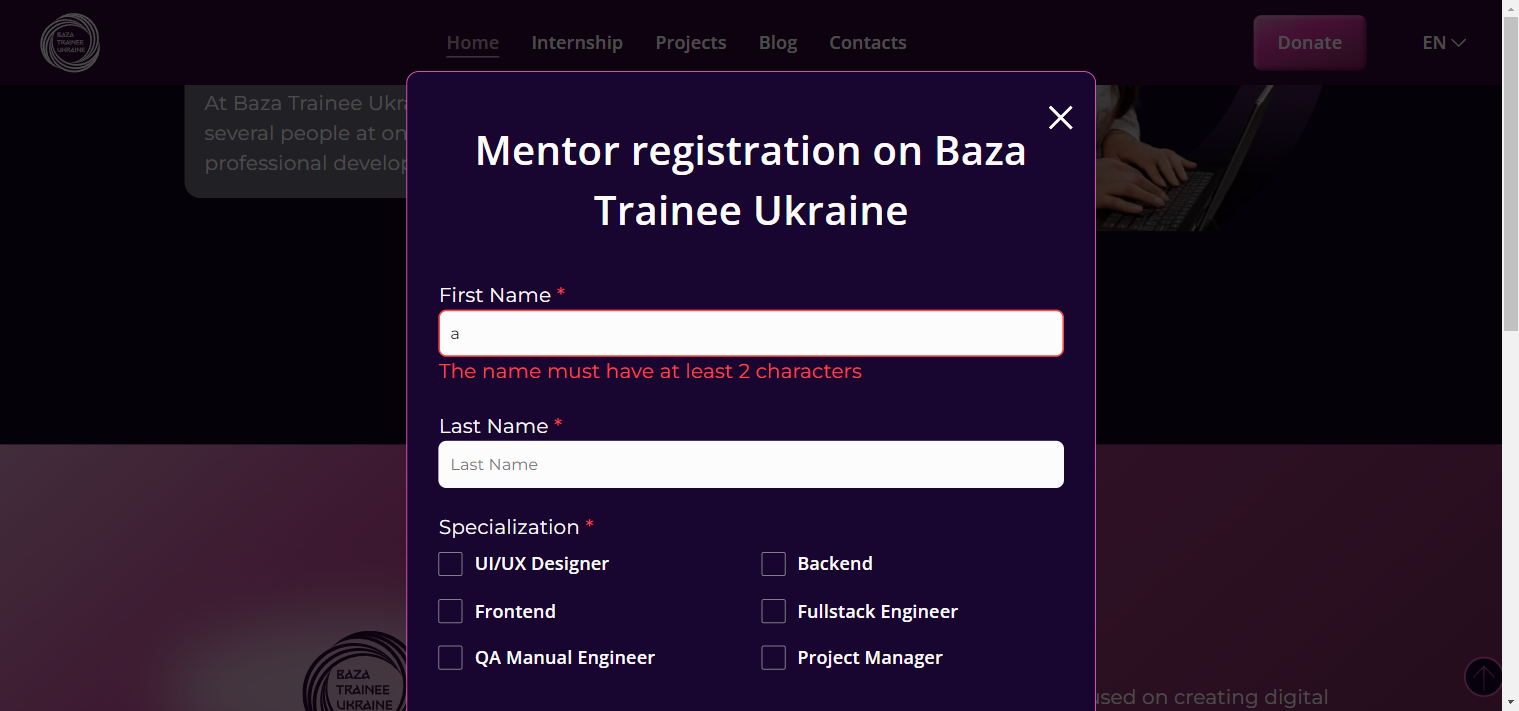 BAZA
TRAINEE
UKRAINE
Home Internship Projects Blog Contacts
Donate
EN
At Baza Trainee Ukra
several people at on
professional develop
Mentor registration on Baza
Trainee Ukraine
First Name *
a
The name must have at least 2 characters
Last Name *
Last Name
Specialization *
UI/UX Designer Backend
Frontend Fullstack Engineer
QA Manual Engineer Project Manager
BAZA
TRAINEE
UKRAINE
used on creating digital